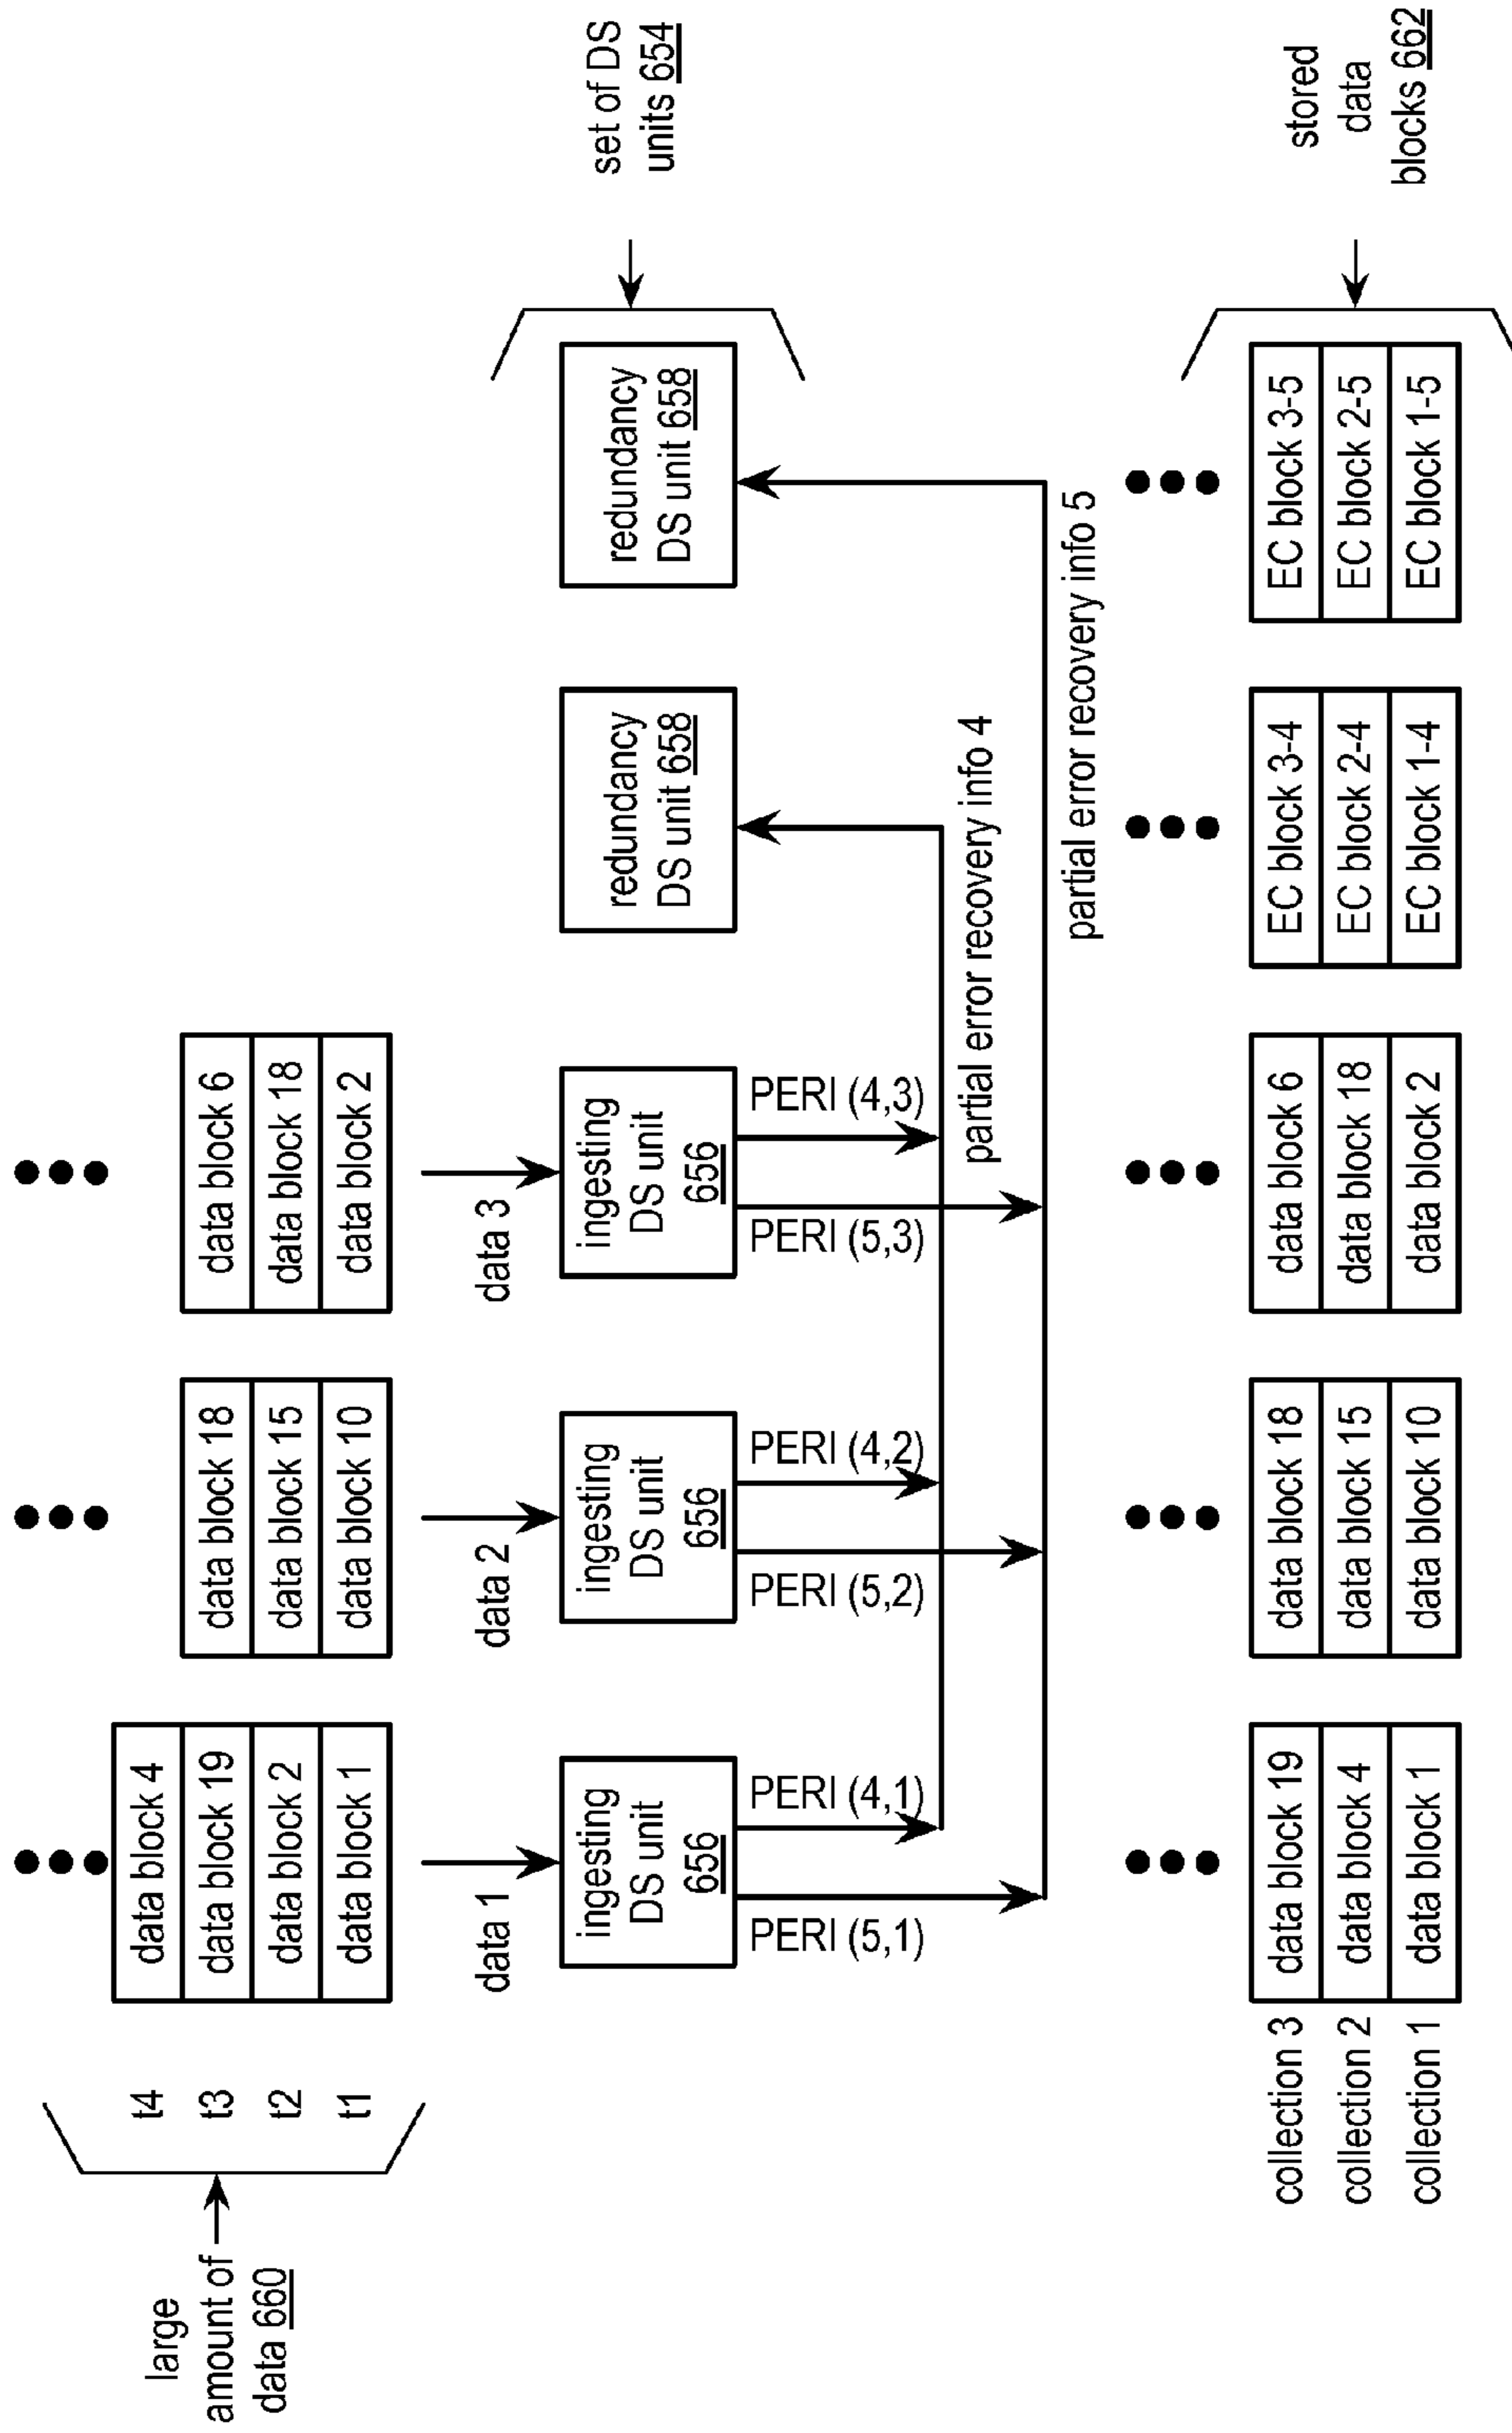 large
amount of
data 660
t4
t3
t2
t1
data block 4
data block 19
data block 2
data block 1
data block 18
data block 15
data block 10
data block 6
data block 18
data block 2
data 1
data 2
data 3
ingesting
DS unit
656
ingesting
DS unit
656
ingesting
DS unit
656
redundancy
DS unit 658
redundancy
DS unit 658
set of DS
units 654
PERI (5,1)
PERI (4,1)
PERI (5,2)
PERI (4,2)
PERI (5,3)
PERI (4,3)
partial error recovery info 4
partial error recovery info 5
collection 3
collection 2
collection 1
data block 19
data block 4
data block 1
data block 18
data block 15
data block 10
data block 6
data block 18
data block 2
EC block 3-4
EC block 2-4
EC block 1-4
EC block 3-5
EC block 2-5
EC block 1-5
stored
data
blocks 662